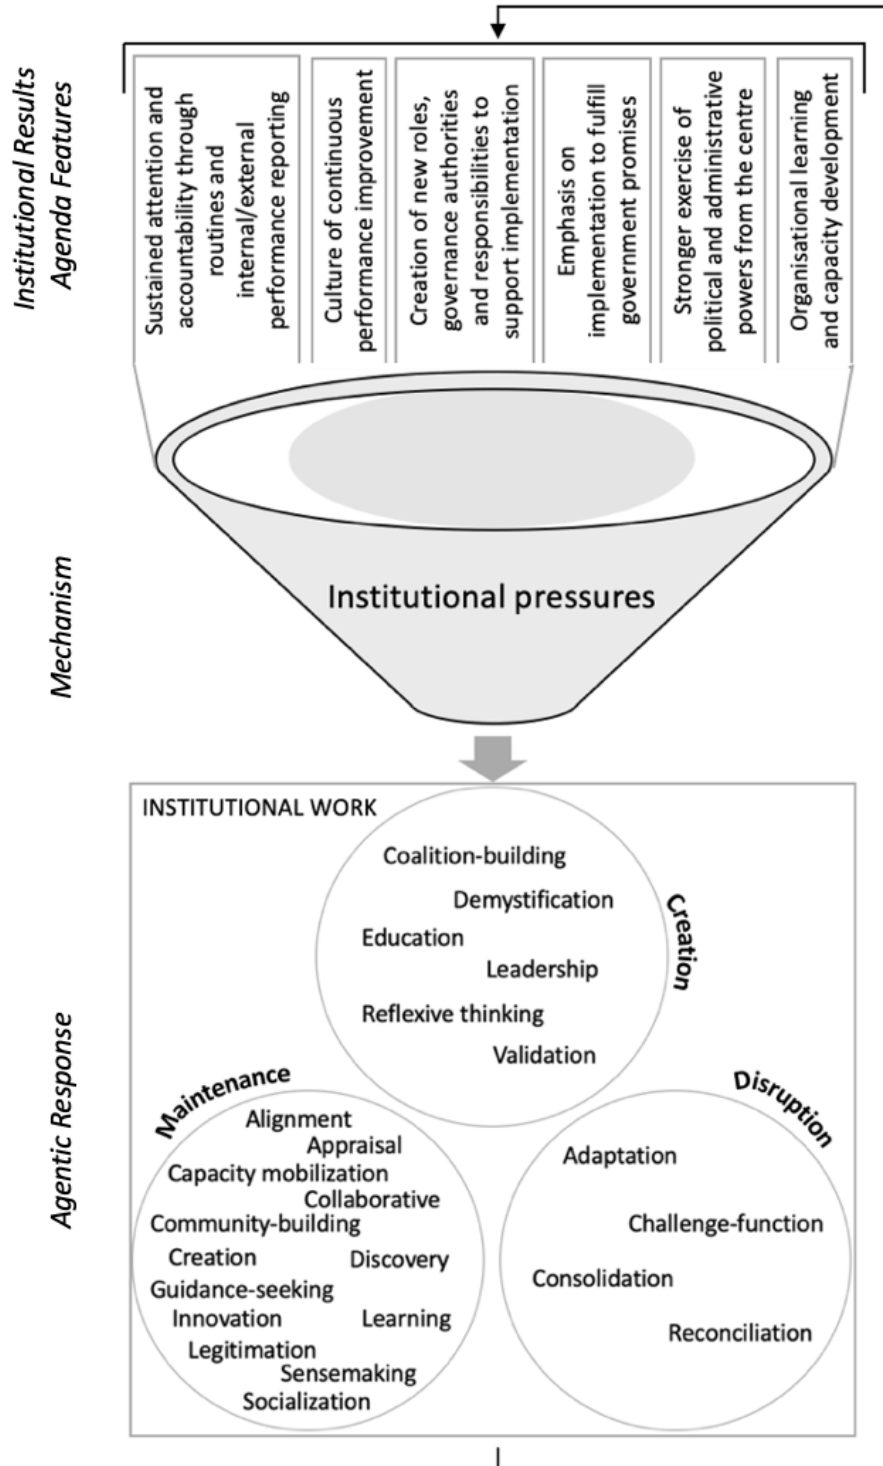 Institutional Results
Agenda Features
Sustained attention and
accountability through
routines and
internal/external
performance reporting
Culture of continuous
performance improvement
Creation of new roles,
governance authorities
and responsibilities to
support implementation
Emphasis on
implementation to fulfill
government promises
Stronger exercise of
political and administrative
powers from the centre
Organisational learning
and capacity development
Mechanism
Institutional pressures
Agentic Response
INSTITUTIONAL WORK
Creation
Coalition-building
Demystification
Education
Leadership
Reflexive thinking
Validation
Maintenance
Alignment
Appraisal
Capacity mobilization
Collaborative
Community-building
Creation
Discovery
Guidance-seeking
Innovation
Learning
Legitimation
Sensemaking
Socialization
Disruption
Adaptation
Challenge-function
Consolidation
Reconciliation